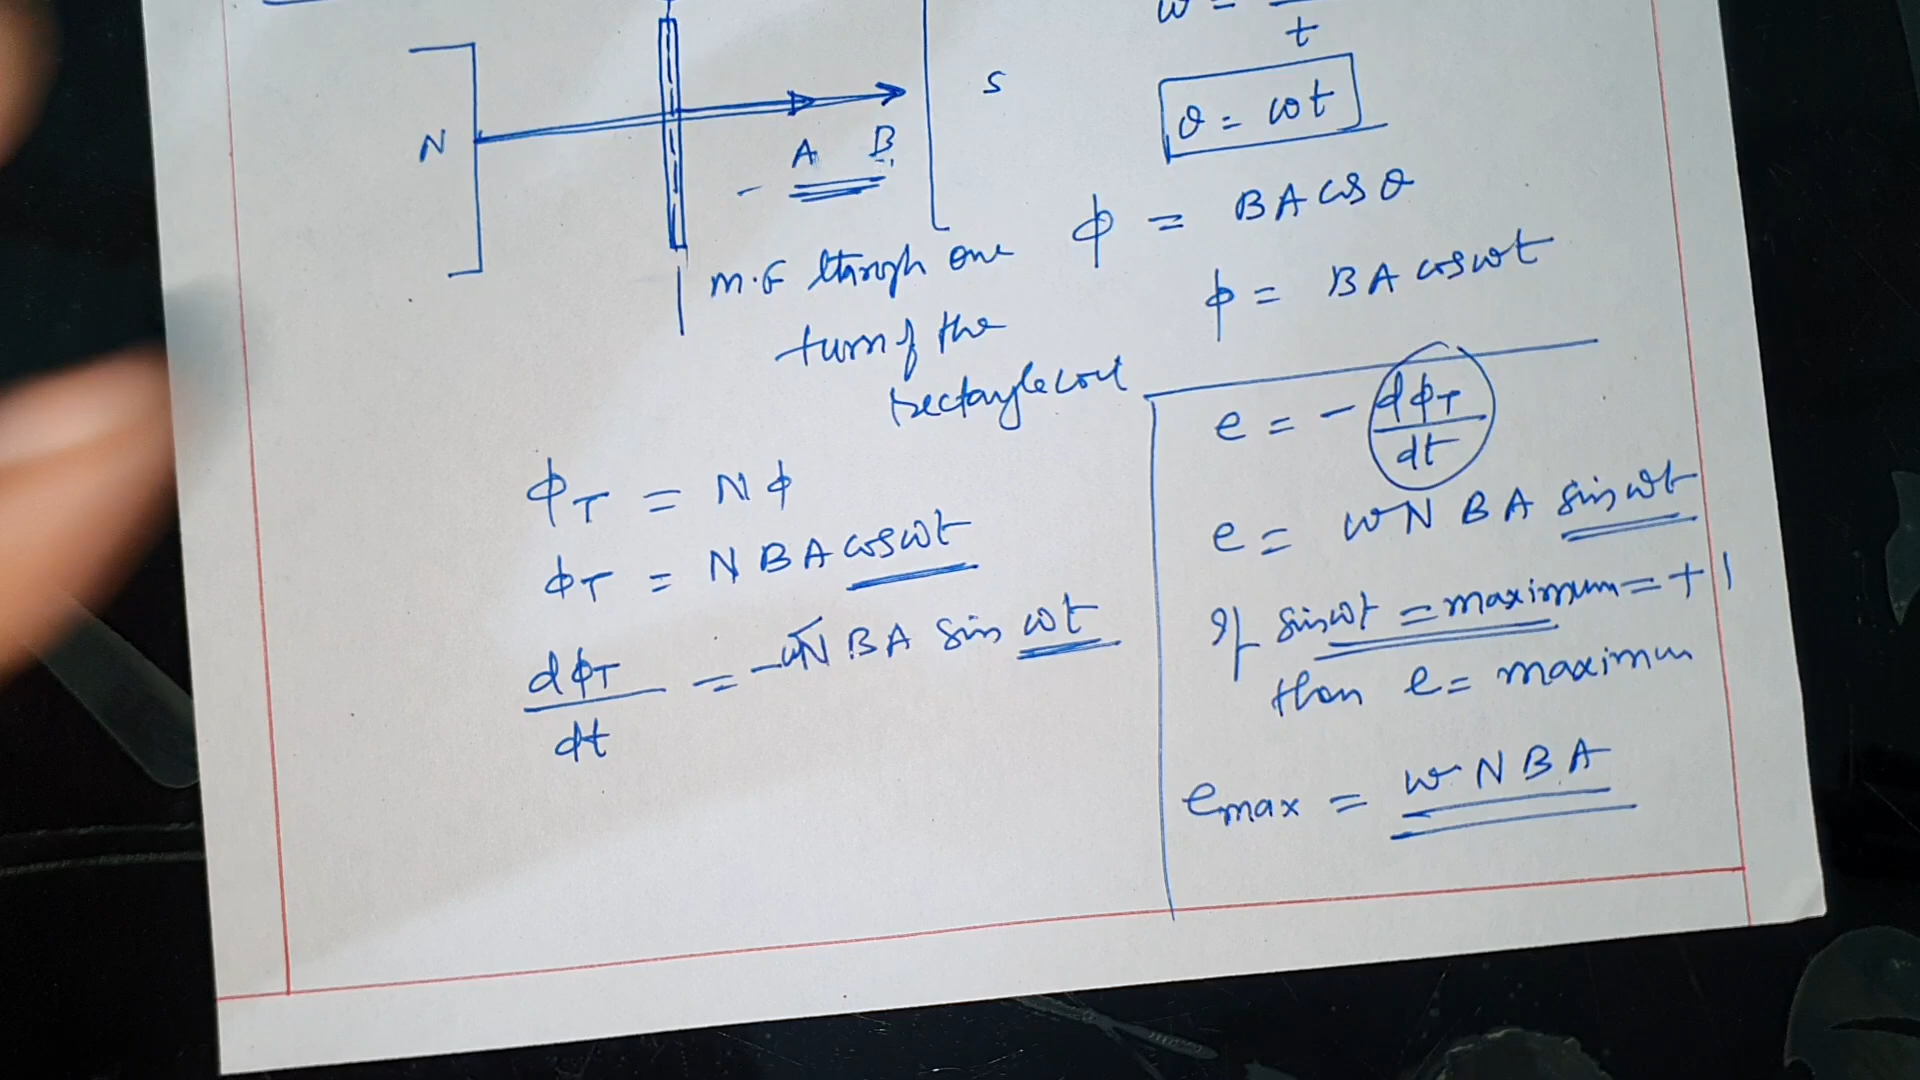 ω =
t
θ = ωt
N
S
A B
ϕ = BA cos θ
M.F through one
turn of the
rectangle coil
ϕ = BA cos ωt
ϕT = Nϕ
ϕT = NBA cos ωt
dϕT/dt = -ωNBA sin ωt
e = - dϕT/dt
e = ωNBA sin ωt
If sin ωt = maximum = +1
then e = maximum
emax = ωNBA